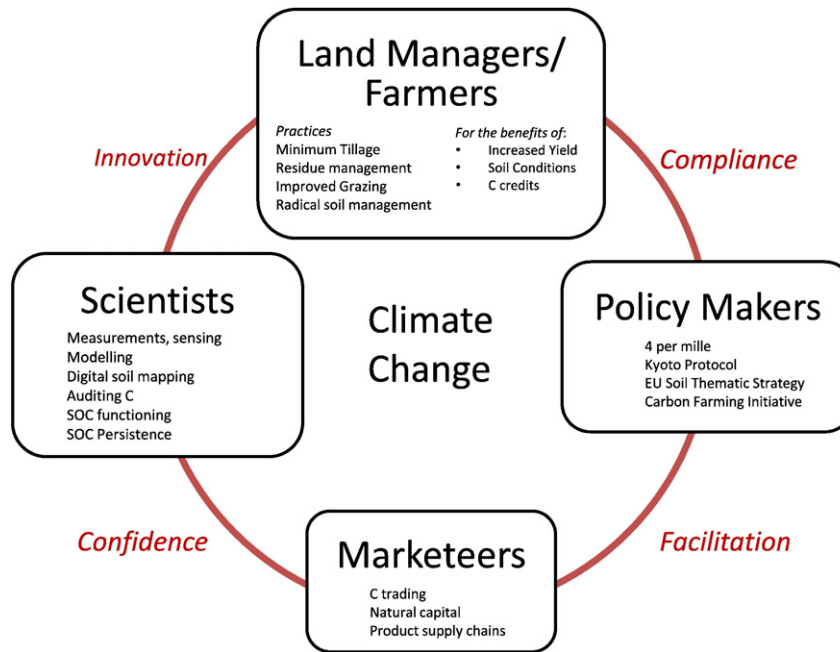 Land Managers/
Farmers
Practices
Minimum Tillage
Residue management
Improved Grazing
Radical soil management
For the benefits of:
• Increased Yield
• Soil Conditions
• C credits
Innovation
Compliance
Scientists
Measurements, sensing
Modelling
Digital soil mapping
Auditing C
SOC functioning
SOC Persistence
Climate
Change
Policy Makers
4 per mille
Kyoto Protocol
EU Soil Thematic Strategy
Carbon Farming Initiative
Confidence
Facilitation
Marketeers
C trading
Natural capital
Product supply chains